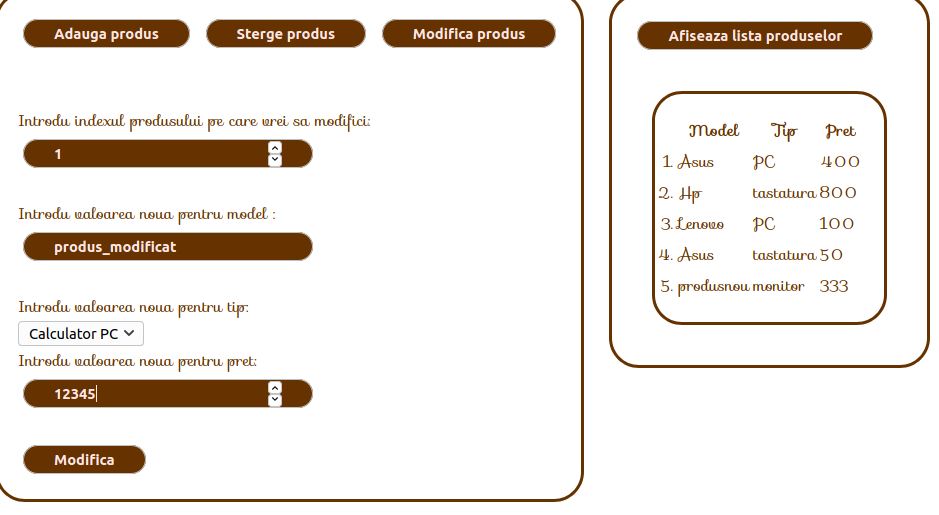 Adauga produs Sterge produs Modifica produs
Introdu indexul produsului pe care vrei sa modifici:
1
Introdu valoarea noua pentru model :
produs_modificat
Introdu valoarea noua pentru tip:
Calculator PC
Introdu valoarea noua pentru pret:
12345
Modifica
Afiseaza lista produselor
Model Tip Pret
1. Asus PC 400
2. Hp tastatura 800
3. Lenovo PC 100
4. Asus tastatura 50
5. produsnou monitor 333